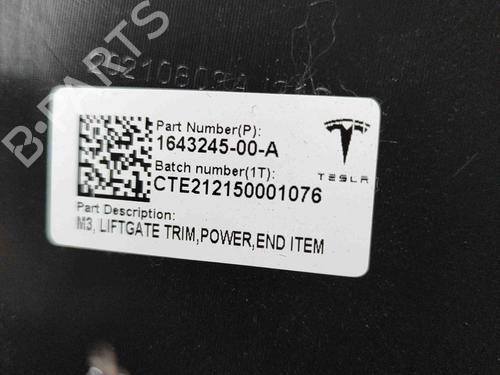 Part Number(P):
1643245-00-A
Batch number(1T):
CTE212150001076
Part Description:
M3, LIFTGATE TRIM,POWER,END ITEM
TESLA
B-PARTS